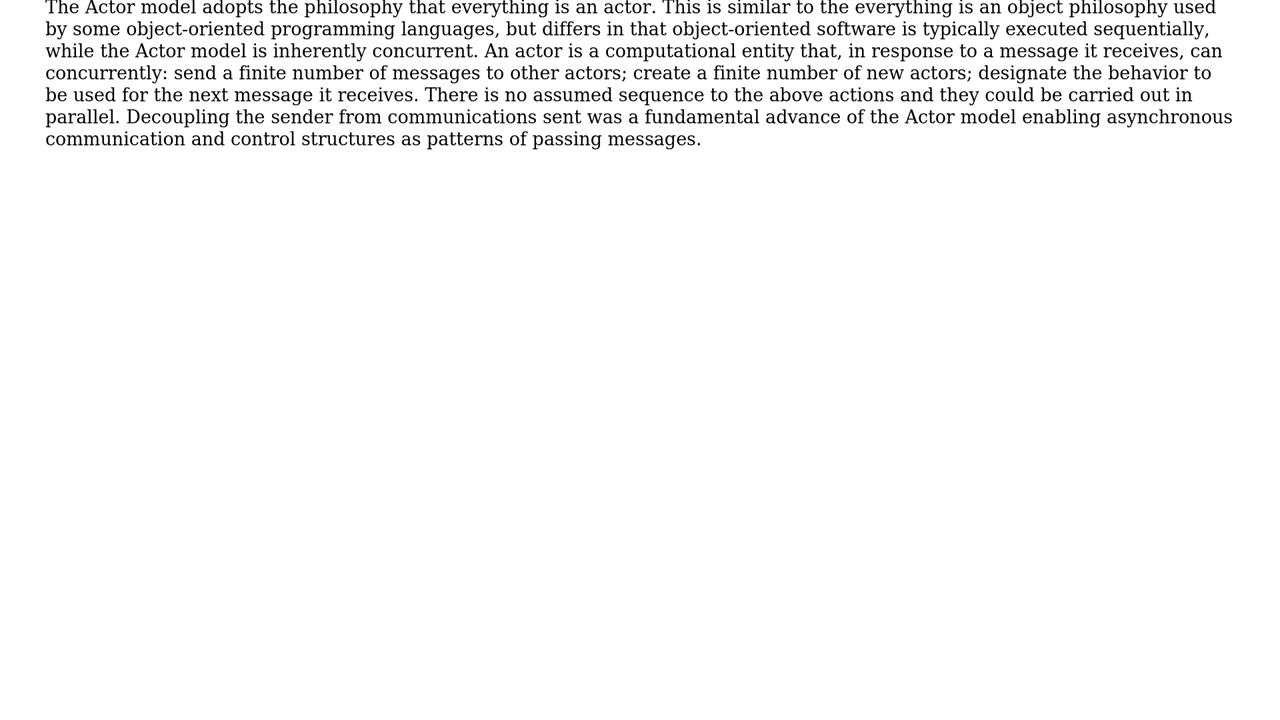 The Actor model adopts the philosophy that everything is an actor. This is similar to the everything is an object philosophy used
by some object-oriented programming languages, but differs in that object-oriented software is typically executed sequentially,
while the Actor model is inherently concurrent. An actor is a computational entity that, in response to a message it receives, can
concurrently: send a finite number of messages to other actors; create a finite number of new actors; designate the behavior to
be used for the next message it receives. There is no assumed sequence to the above actions and they could be carried out in
parallel. Decoupling the sender from communications sent was a fundamental advance of the Actor model enabling asynchronous
communication and control structures as patterns of passing messages.